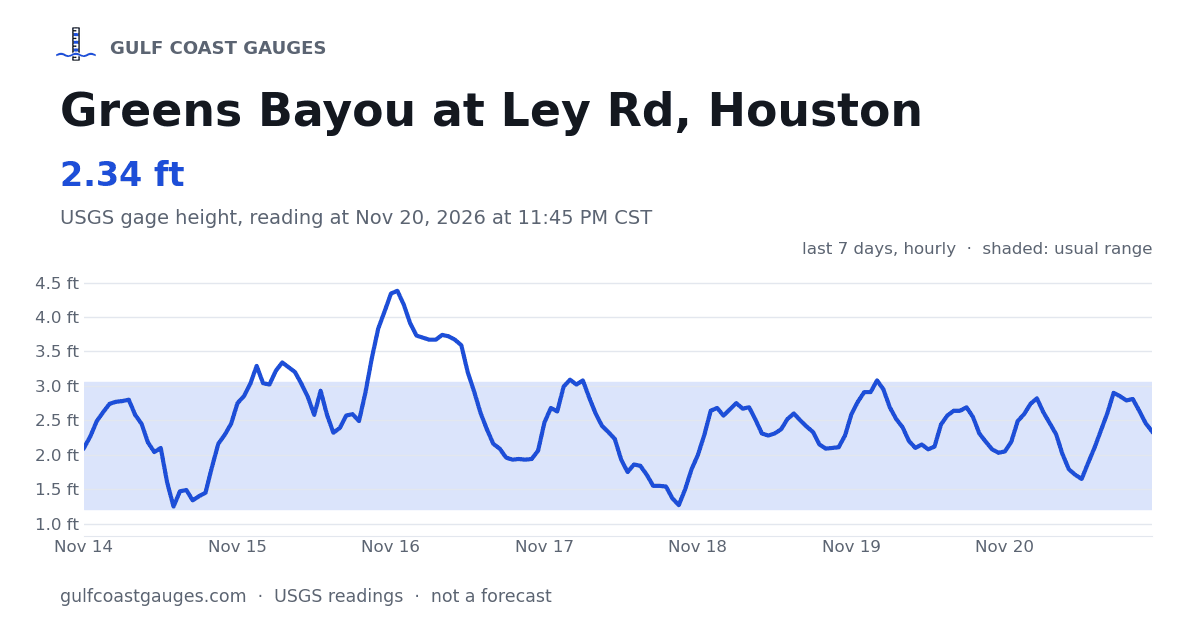 GULF COAST GAUGES
Greens Bayou at Ley Rd, Houston
2.34 ft
USGS gage height, reading at Nov 20, 2026 at 11:45 PM CST
last 7 days, hourly · shaded: usual range
4.5 ft
4.0 ft
3.5 ft
3.0 ft
2.5 ft
2.0 ft
1.5 ft
1.0 ft
Nov 14 Nov 15 Nov 16 Nov 17 Nov 18 Nov 19 Nov 20
gulfcoastgauges.com · USGS readings · not a forecast